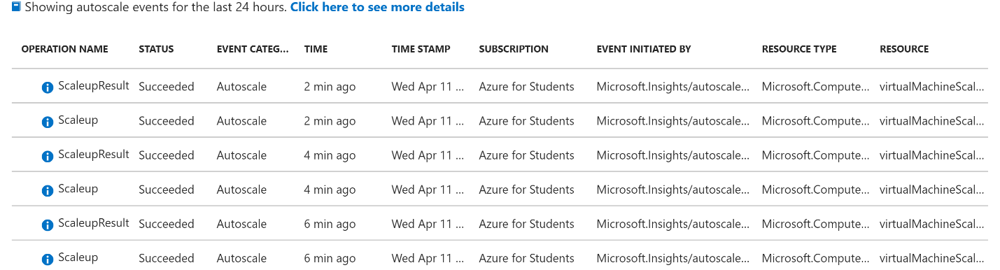 Showing autoscale events for the last 24 hours. Click here to see more details
OPERATION NAME STATUS EVENT CATEG... TIME TIME STAMP SUBSCRIPTION EVENT INITIATED BY RESOURCE TYPE RESOURCE
ScaleupResult Succeeded Autoscale 2 min ago Wed Apr 11 ... Azure for Students Microsoft.Insights/autoscale... Microsoft.Compute... virtualMachineScal...
Scaleup Succeeded Autoscale 2 min ago Wed Apr 11 ... Azure for Students Microsoft.Insights/autoscale... Microsoft.Compute... virtualMachineScal...
ScaleupResult Succeeded Autoscale 4 min ago Wed Apr 11 ... Azure for Students Microsoft.Insights/autoscale... Microsoft.Compute... virtualMachineScal...
Scaleup Succeeded Autoscale 4 min ago Wed Apr 11 ... Azure for Students Microsoft.Insights/autoscale... Microsoft.Compute... virtualMachineScal...
ScaleupResult Succeeded Autoscale 6 min ago Wed Apr 11 ... Azure for Students Microsoft.Insights/autoscale... Microsoft.Compute... virtualMachineScal...
Scaleup Succeeded Autoscale 6 min ago Wed Apr 11 ... Azure for Students Microsoft.Insights/autoscale... Microsoft.Compute... virtualMachineScal...